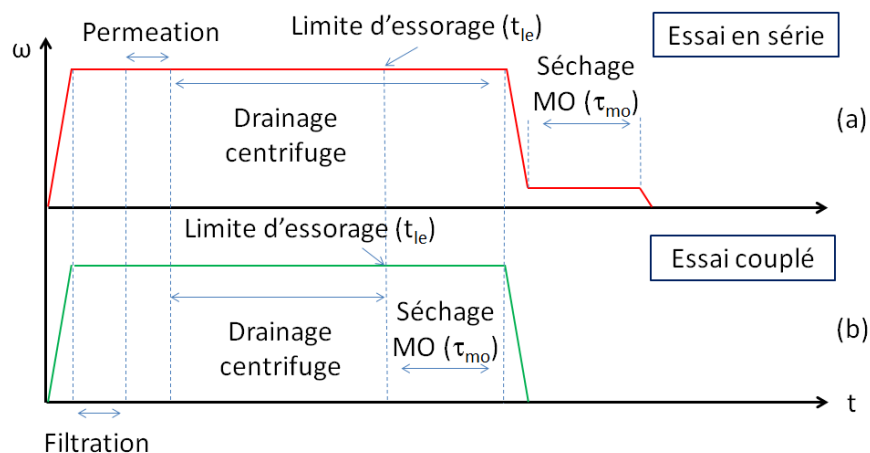 Permeation
Limite d'essorage (tle)
Essai en série
ω
Séchage
MO (τmo)
Drainage
centrifuge
(a)
Limite d'essorage (tle)
Essai couplé
Drainage
centrifuge
Séchage
MO (τmo)
(b)
t
Filtration